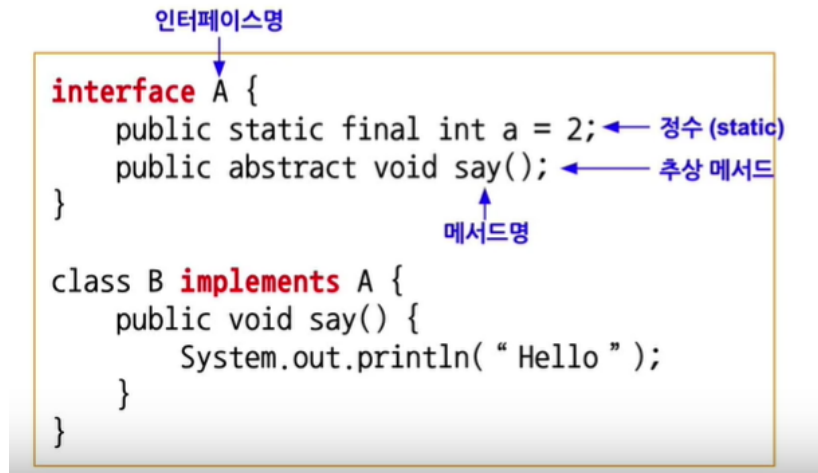 인터페이스명
interface A {
public static final int a = 2; 정수 (static)
public abstract void say(); 추상 메서드
}
메서드명
class B implements A {
public void say() {
System.out.println( “ Hello ” );
}
}